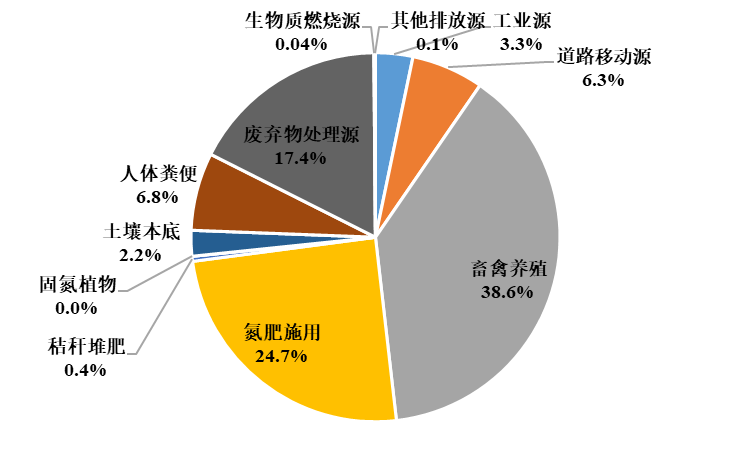 生物质燃烧源
0.04%
其他排放源
0.1%
工业源
3.3%
道路移动源
6.3%
废弃物处理源
17.4%
人体粪便
6.8%
土壤本底
2.2%
畜禽养殖
38.6%
固氮植物
0.0%
氮肥施用
24.7%
秸秆堆肥
0.4%